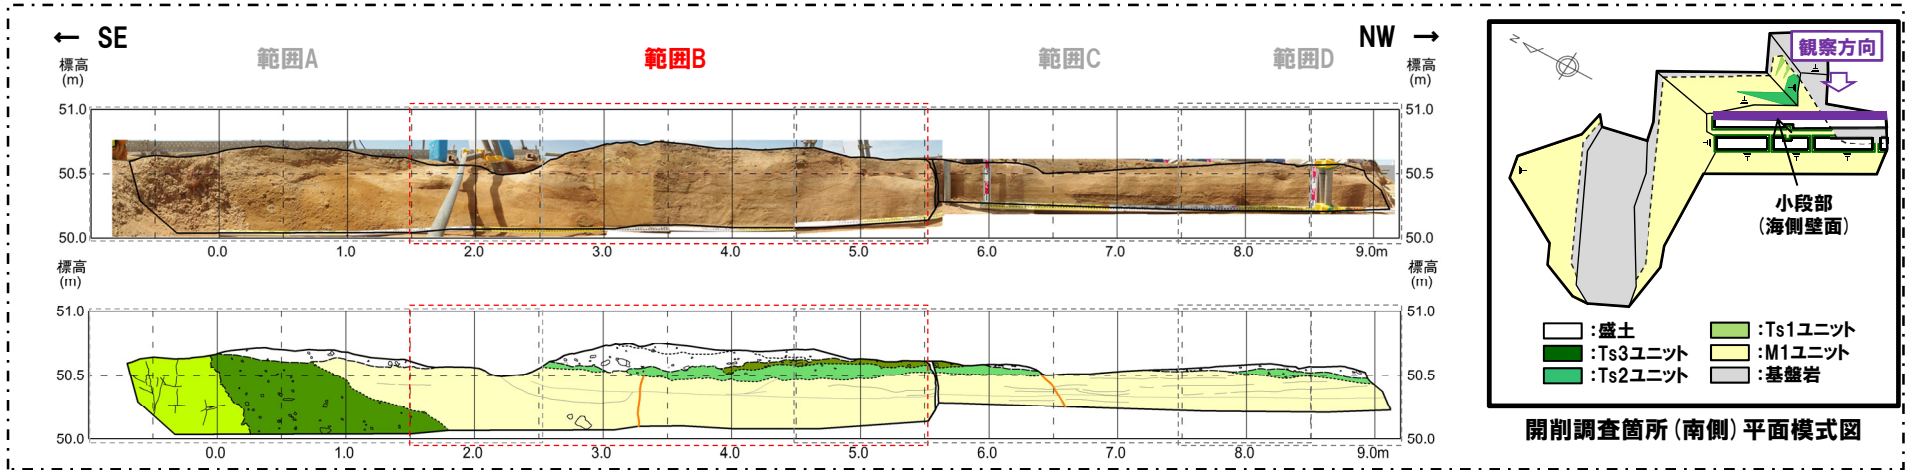 ← SE
NW →
範囲A
範囲B
範囲C
範囲D
標高
(m)
標高
(m)
51.0
50.5
50.0
51.0
50.5
50.0
0.0
1.0
2.0
3.0
4.0
5.0
6.0
7.0
8.0
9.0m
標高
(m)
標高
(m)
51.0
50.5
50.0
51.0
50.5
50.0
0.0
1.0
2.0
3.0
4.0
5.0
6.0
7.0
8.0
9.0m
N
観察方向
小段部
(海側壁面)
:盛土
:Ts3ユニット
:Ts2ユニット
:Ts1ユニット
:M1ユニット
:基盤岩
開削調査箇所(南側)平面模式図